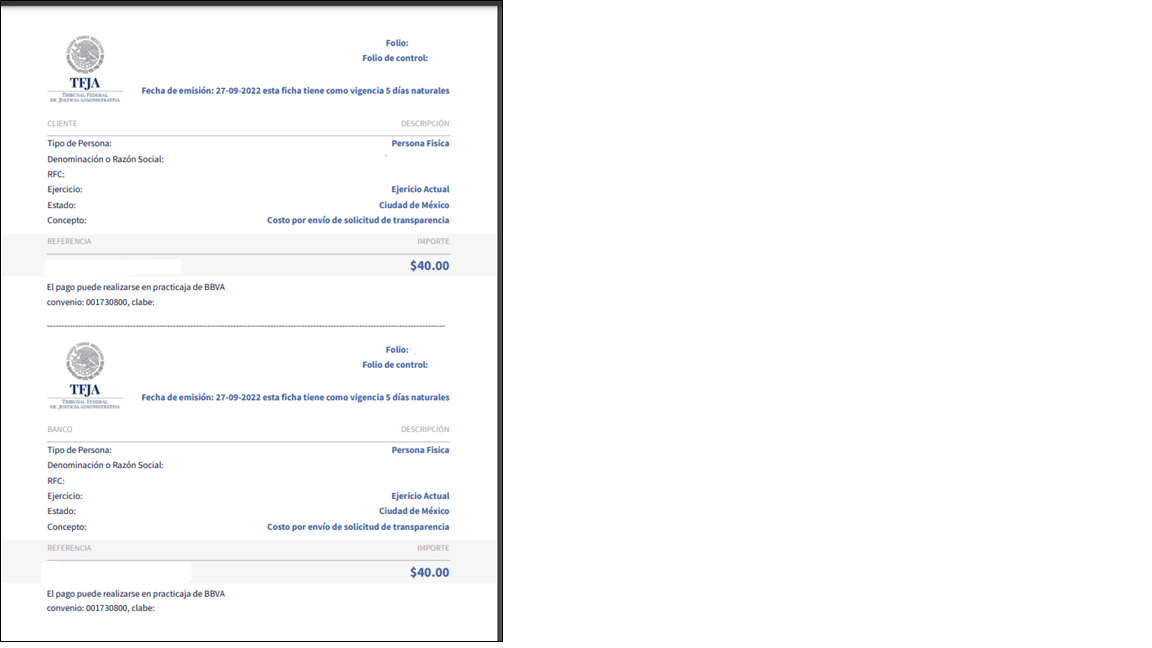 Folio:
Folio de control:
TFJA
TRIBUNAL FEDERAL
DE JUSTICIA ADMINISTRATIVA
Fecha de emisión: 27-09-2022 esta ficha tiene como vigencia 5 días naturales
CLIENTE DESCRIPCIÓN
Tipo de Persona: Persona Fisica
Denominación o Razón Social:
RFC:
Ejercicio: Ejericio Actual
Estado: Ciudad de México
Concepto: Costo por envío de solicitud de transparencia
REFERENCIA IMPORTE
$40.00
El pago puede realizarse en practicaja de BBVA
convenio: 001730800, clabe:
Folio:
Folio de control:
TFJA
TRIBUNAL FEDERAL
DE JUSTICIA ADMINISTRATIVA
Fecha de emisión: 27-09-2022 esta ficha tiene como vigencia 5 días naturales
BANCO DESCRIPCIÓN
Tipo de Persona: Persona Fisica
Denominación o Razón Social:
RFC:
Ejercicio: Ejericio Actual
Estado: Ciudad de México
Concepto: Costo por envío de solicitud de transparencia
REFERENCIA IMPORTE
$40.00
El pago puede realizarse en practicaja de BBVA
convenio: 001730800, clabe: